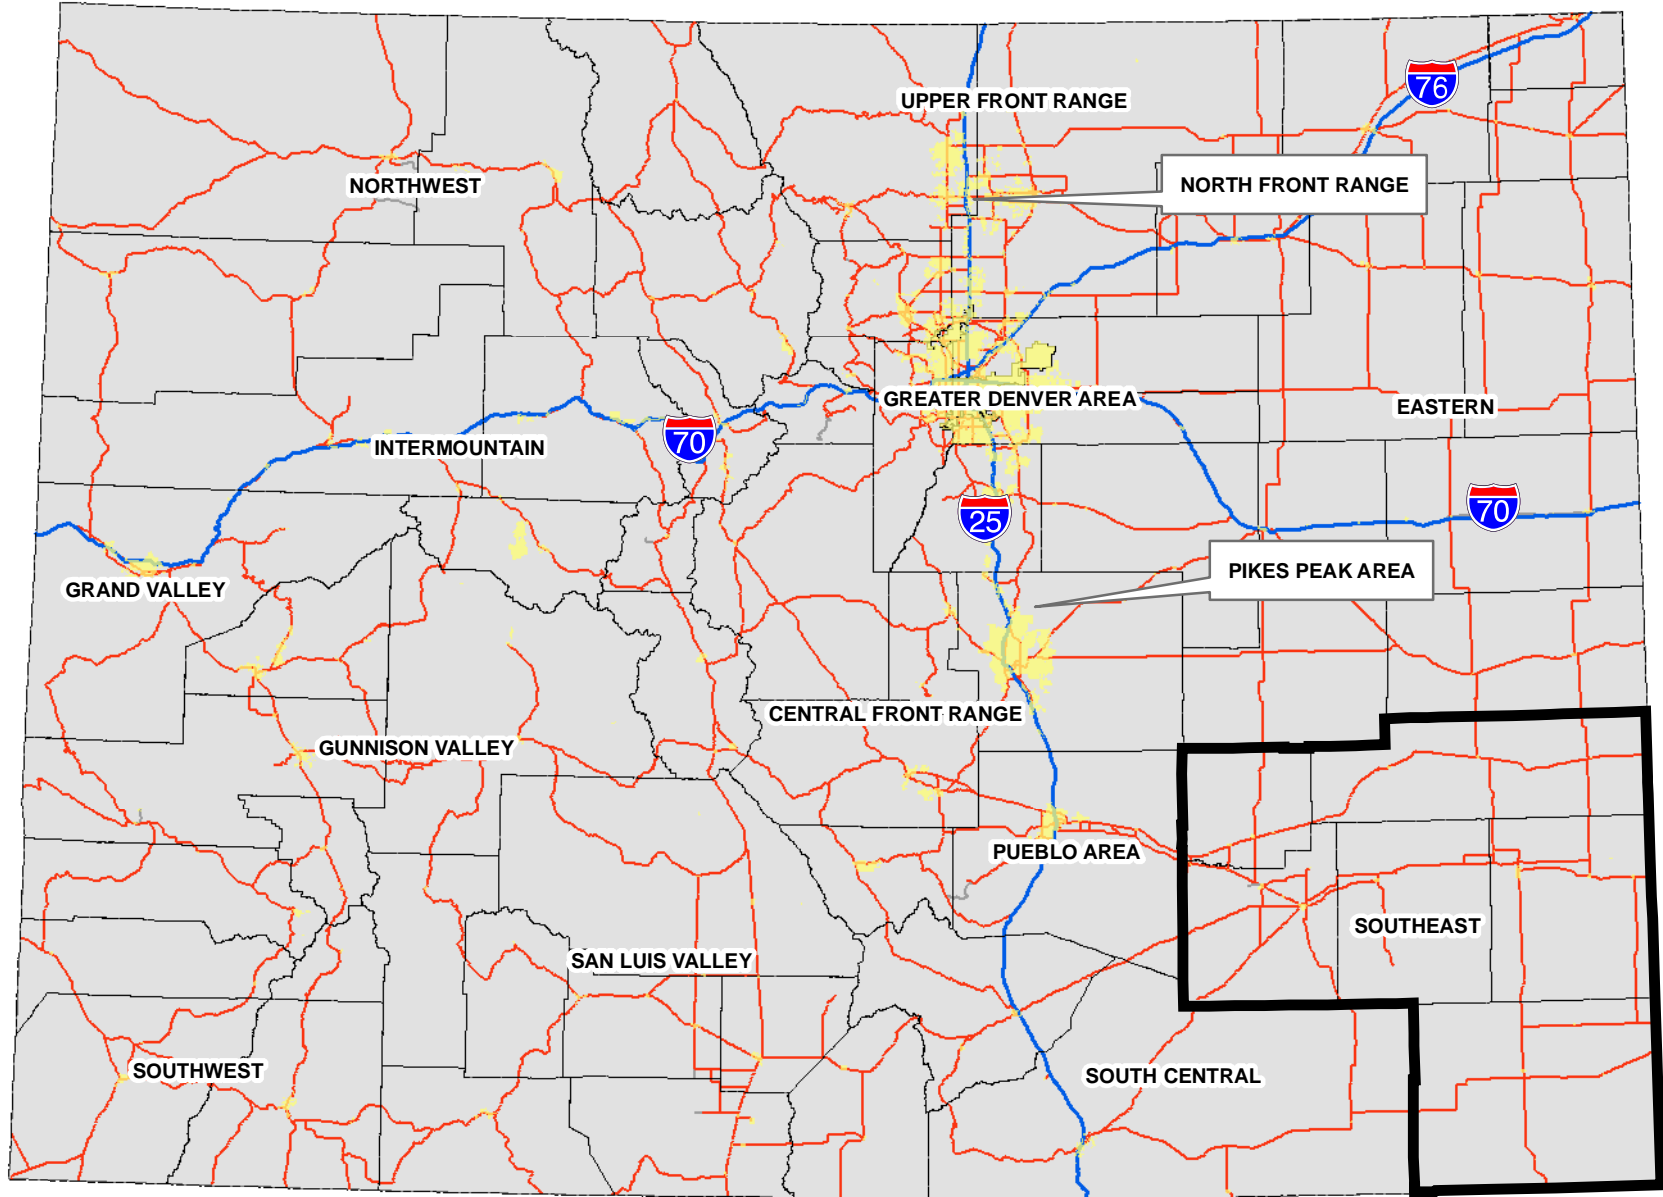 76
UPPER FRONT RANGE
NORTH FRONT RANGE
NORTHWEST
GREATER DENVER AREA
EASTERN
INTERMOUNTAIN
70
25
70
PIKES PEAK AREA
GRAND VALLEY
CENTRAL FRONT RANGE
GUNNISON VALLEY
PUEBLO AREA
SOUTHEAST
SAN LUIS VALLEY
SOUTHWEST
SOUTH CENTRAL